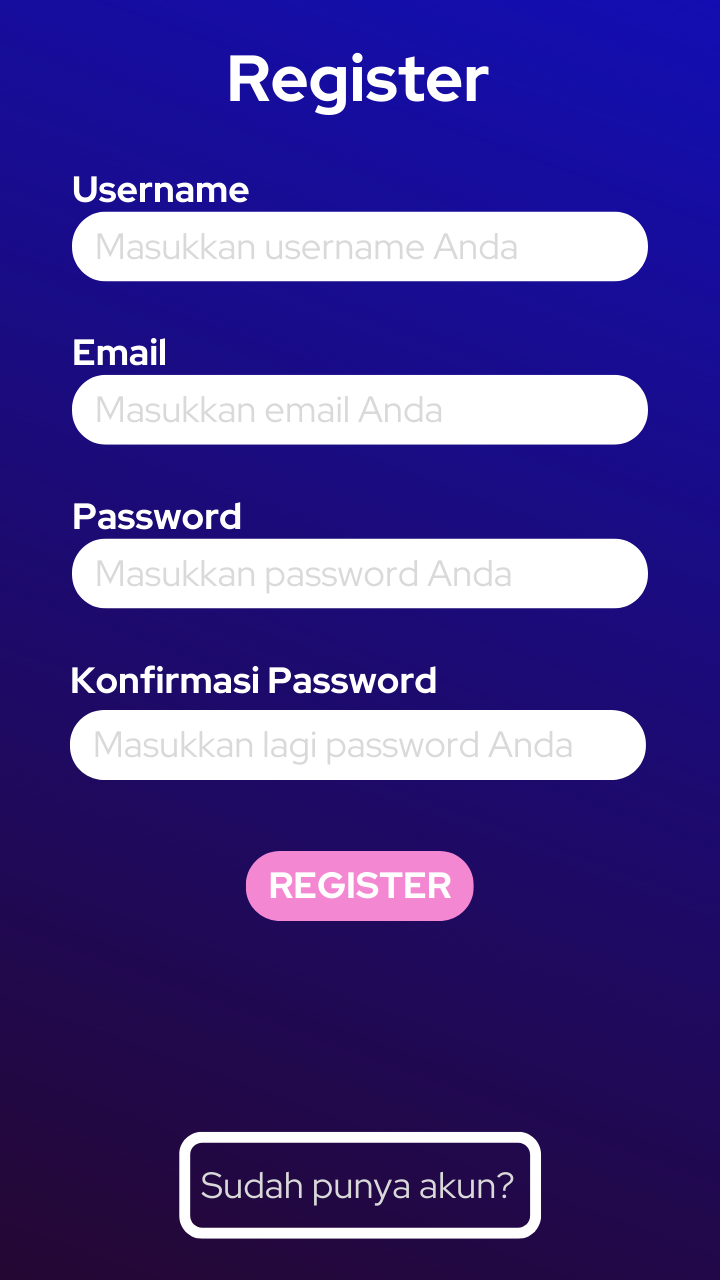 Register
Username
Masukkan username Anda
Email
Masukkan email Anda
Password
Masukkan password Anda
Konfirmasi Password
Masukkan lagi password Anda
REGISTER
Sudah punya akun?